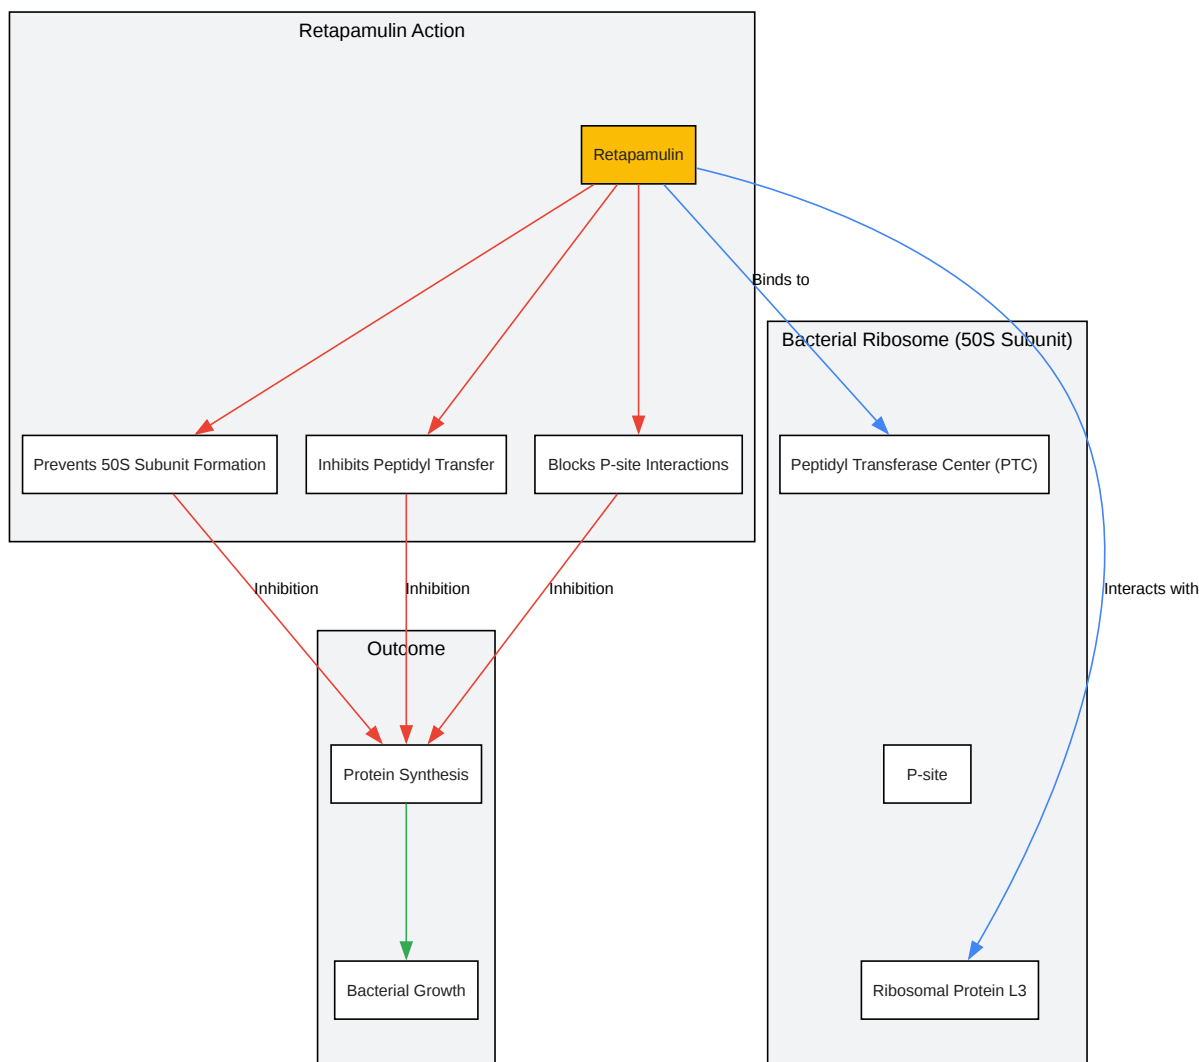 Retapamulin Action
Retapamulin
Binds to
Bacterial Ribosome (50S Subunit)
Prevents 50S Subunit Formation
Inhibits Peptidyl Transfer
Blocks P-site Interactions
Peptidyl Transferase Center (PTC)
Inhibition
Inhibition
Inhibition
Interacts with
Outcome
Protein Synthesis
P-site
Bacterial Growth
Ribosomal Protein L3